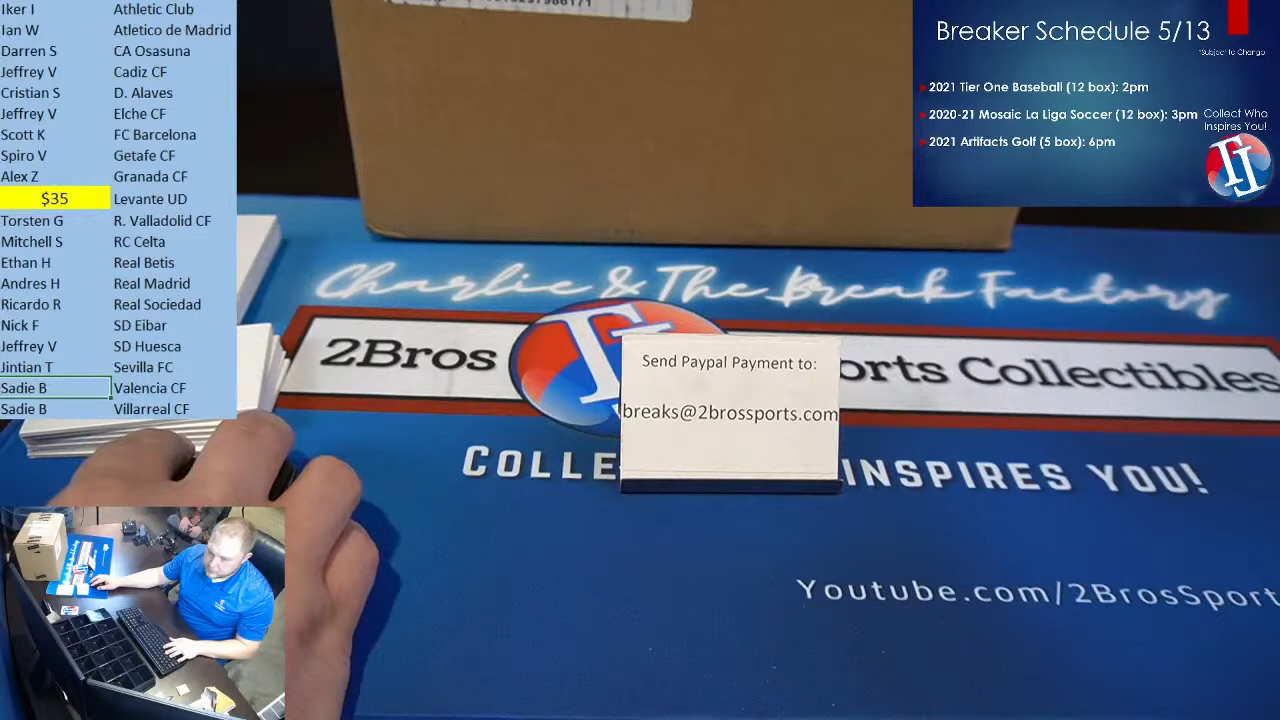 Iker I Athletic Club
Ian W Atletico de Madrid
Darren S CA Osasuna
Jeffrey V Cadiz CF
Cristian S D. Alaves
Jeffrey V Elche CF
Scott K FC Barcelona
Spiro V Getafe CF
Alex Z Granada CF
$35 Levante UD
Torsten G R. Valladolid CF
Mitchell S RC Celta
Ethan H Real Betis
Andres H Real Madrid
Ricardo R Real Sociedad
Nick F SD Eibar
Jeffrey V SD Huesca
Jintian T Sevilla FC
Sadie B Valencia CF
Sadie B Villarreal CF
Breaker Schedule 5/13
*Subject to Change
2021 Tier One Baseball (12 box): 2pm
2020-21 Mosaic La Liga Soccer (12 box): 3pm
2021 Artifacts Golf (5 box): 6pm
Collect Who
Inspires You!
Charlie & The Break Factory
2Bros orts Collectibles
Send Paypal Payment to:
breaks@2brossports.com
COLLE INSPIRES YOU!
Youtube.com/2BrosSport